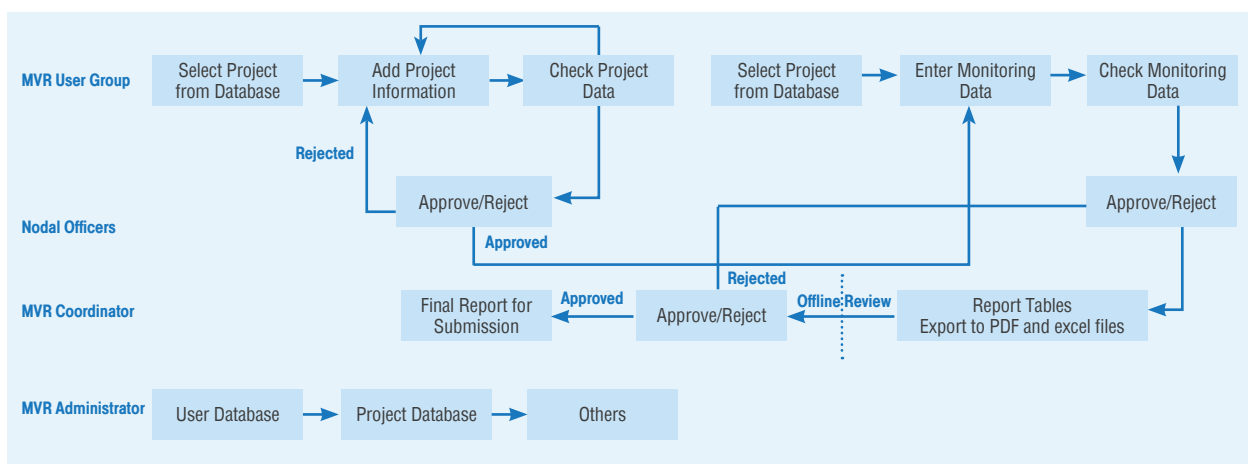 MVR User Group
Select Project
from Database
Add Project
Information
Check Project
Data
Select Project
from Database
Enter Monitoring
Data
Check Monitoring
Data
Rejected
Nodal Officers
Approve/Reject
Approve/Reject
Approved
Rejected
MVR Coordinator
Final Report for
Submission
Approved
Approve/Reject
Offline Review
Report Tables
Export to PDF and excel files
MVR Administrator
User Database
Project Database
Others